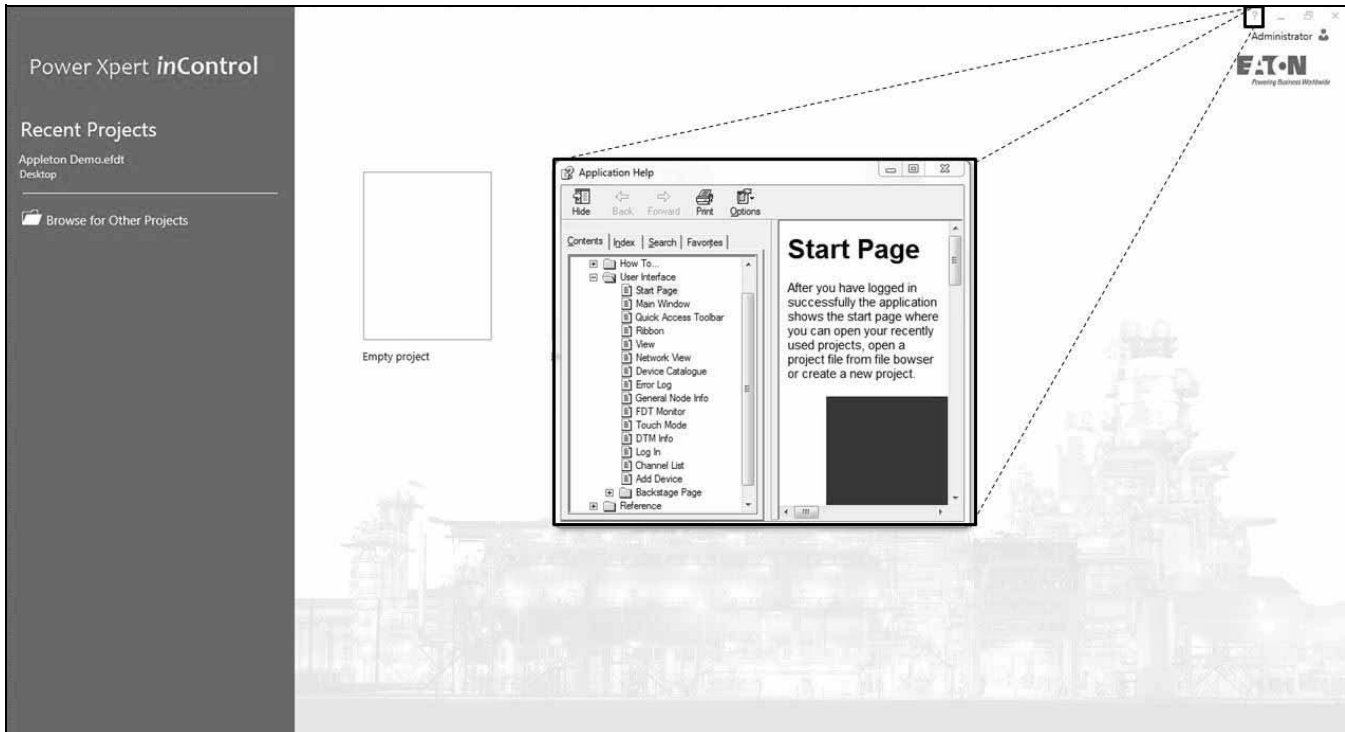 ?
Administrator
EATON
Powering Business Worldwide
Power Xpert inControl
Recent Projects
Appleton Demo.efdt
Desktop
Browse for Other Projects
Empty project
Application Help
Hide Back Forward Print Options
Contents Index Search Favorites
How To...
User Interface
Start Page
Main Window
Quick Access Toolbar
Ribbon
View
Network View
Device Catalogue
Error Log
General Node Info
FDT Monitor
Touch Mode
DTM Info
Log In
Channel List
Add Device
Backstage Page
Reference
Start Page
After you have logged in
successfully the application
shows the start page where
you can open your recently
used projects, open a
project file from file bowser
or create a new project.